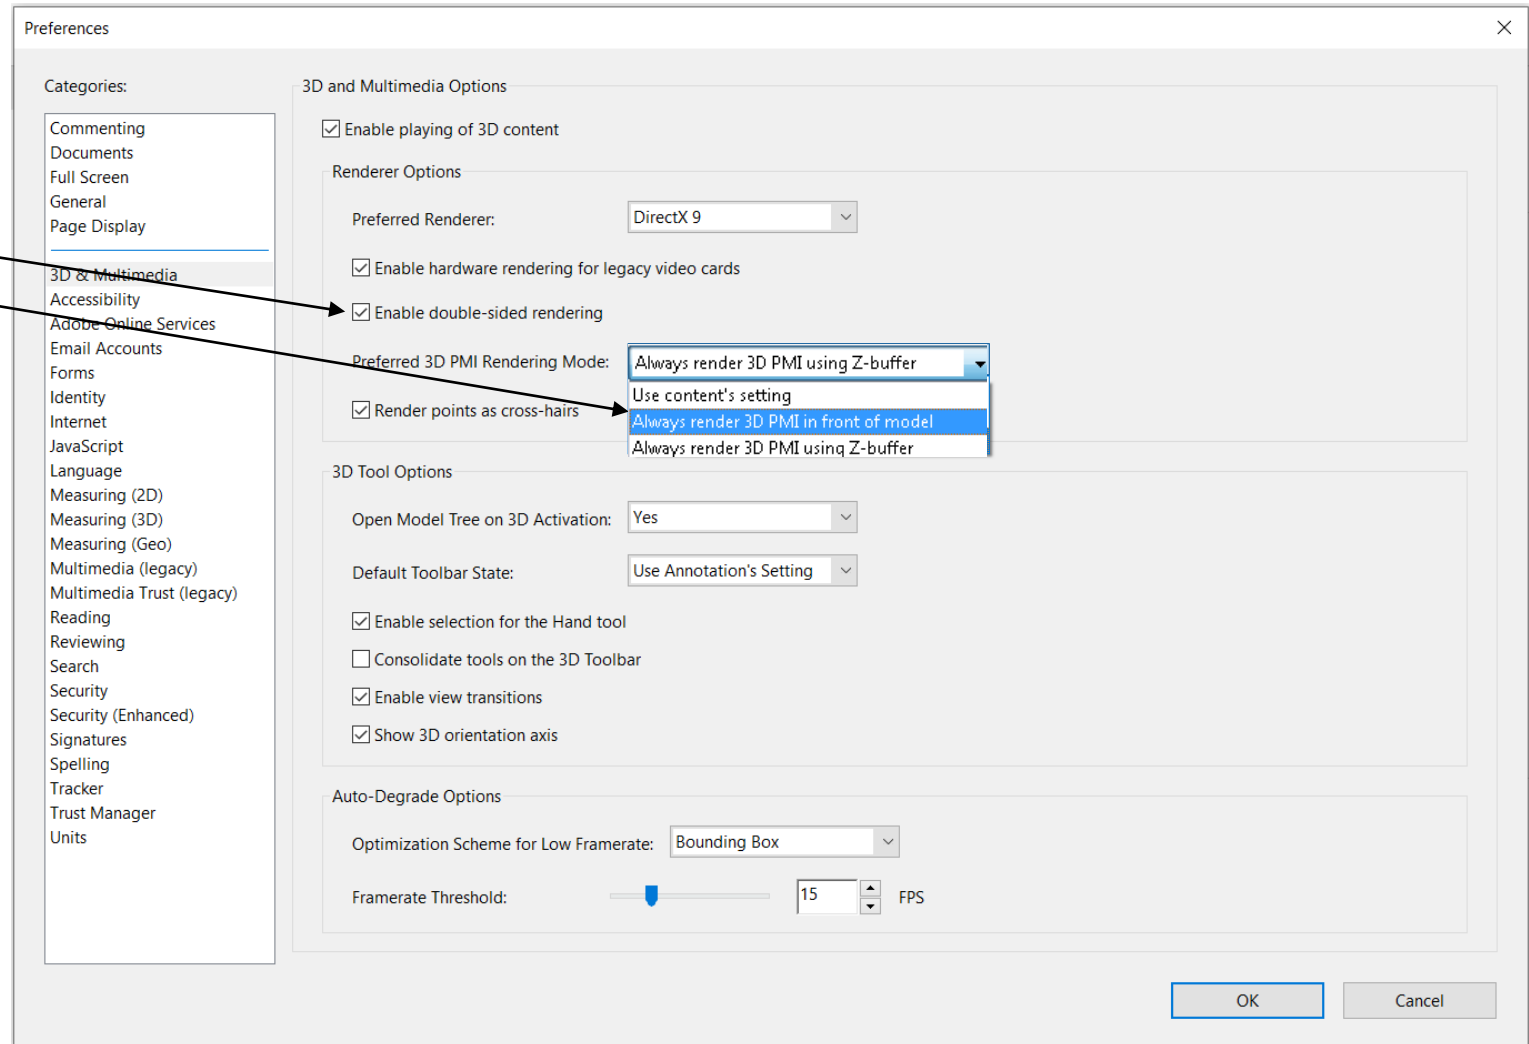 Preferences
Categories:
Commenting
Documents
Full Screen
General
Page Display
3D & Multimedia
Accessibility
Adobe Online Services
Email Accounts
Forms
Identity
Internet
JavaScript
Language
Measuring (2D)
Measuring (3D)
Measuring (Geo)
Multimedia (legacy)
Multimedia Trust (legacy)
Reading
Reviewing
Search
Security
Security (Enhanced)
Signatures
Spelling
Tracker
Trust Manager
Units
3D and Multimedia Options
Enable playing of 3D content
Renderer Options
Preferred Renderer: DirectX 9
Enable hardware rendering for legacy video cards
Enable double-sided rendering
Preferred 3D PMI Rendering Mode: Always render 3D PMI using Z-buffer
Use content's setting
Always render 3D PMI in front of model
Always render 3D PMI using Z-buffer
Render points as cross-hairs
3D Tool Options
Open Model Tree on 3D Activation: Yes
Default Toolbar State: Use Annotation's Setting
Enable selection for the Hand tool
Consolidate tools on the 3D Toolbar
Enable view transitions
Show 3D orientation axis
Auto-Degrade Options
Optimization Scheme for Low Framerate: Bounding Box
Framerate Threshold: 15 FPS
OK Cancel